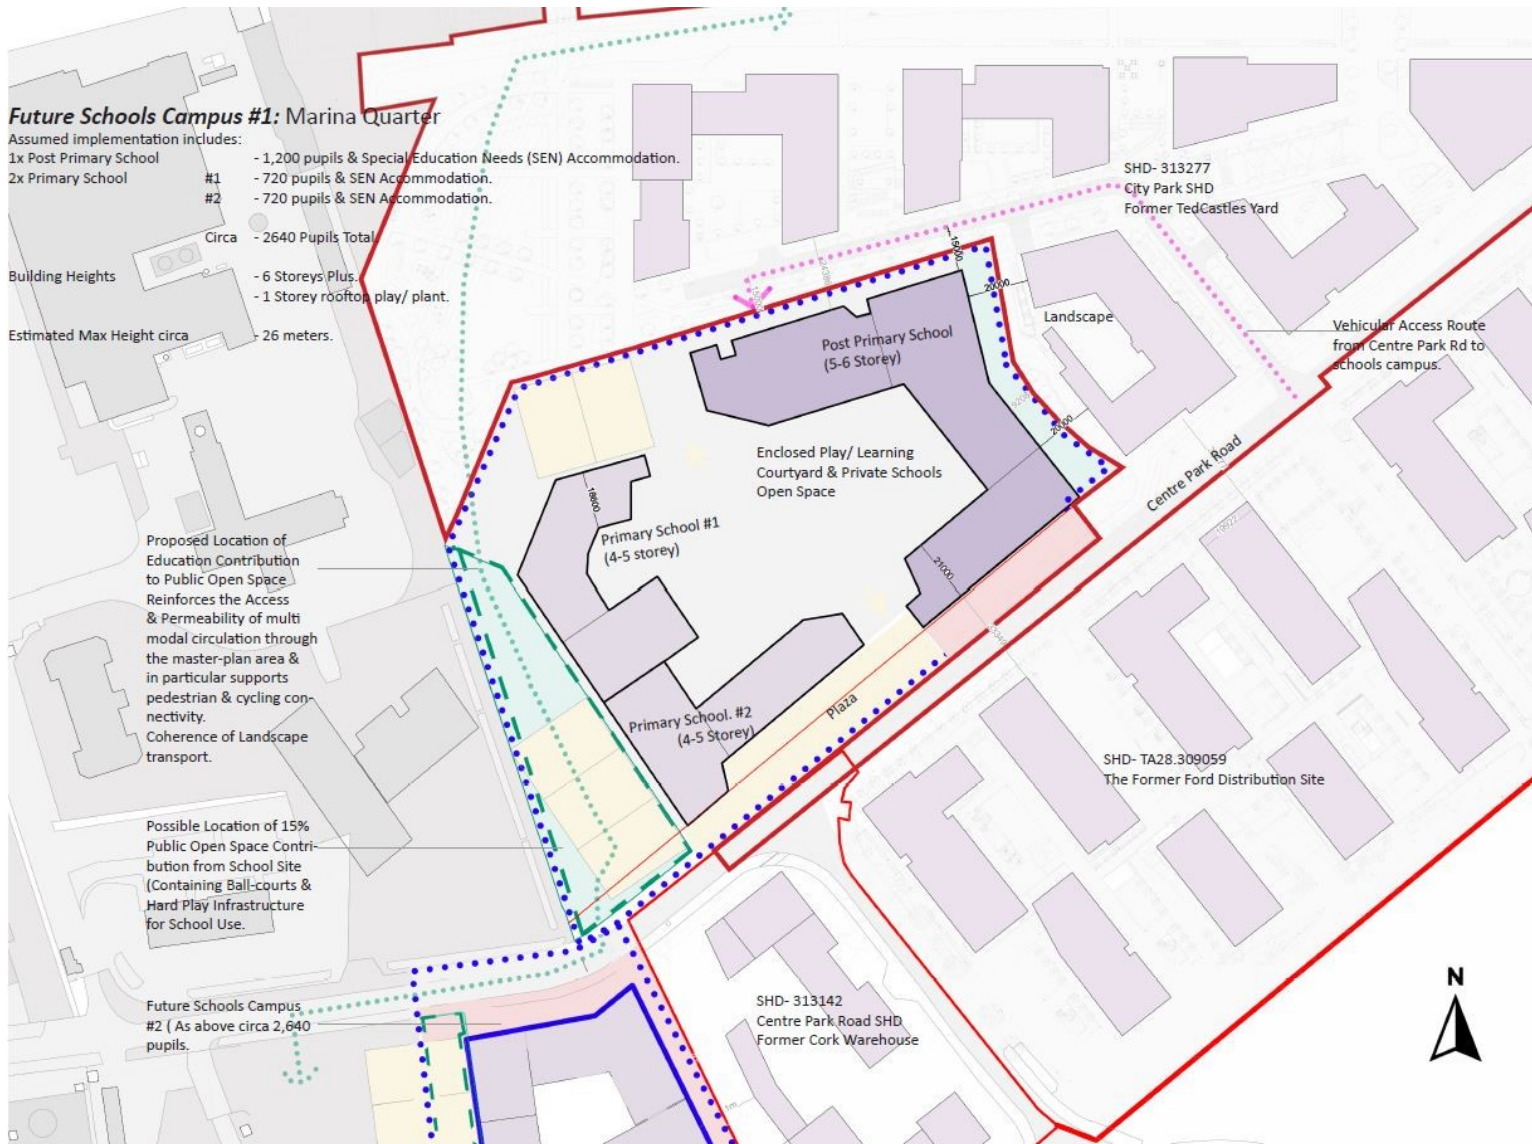 Future Schools Campus #1: Marina Quarter
Assumed implementation includes:
1x Post Primary School - 1,200 pupils & Special Education Needs (SEN) Accommodation.
2x Primary School #1 - 720 pupils & SEN Accommodation.
#2 - 720 pupils & SEN Accommodation.
Circa - 2640 Pupils Total.
Building Heights - 6 Storeys Plus.
- 1 Storey rooftop play/ plant.
Estimated Max Height circa - 26 meters.
SHD- 313277
City Park SHD
Former TedCastles Yard
15000
20000
Landscape
Vehicular Access Route
from Centre Park Rd to
schools campus.
Post Primary School
(5-6 Storey)
20000
Centre Park Road
Enclosed Play/ Learning
Courtyard & Private Schools
Open Space
18600
Primary School #1
(4-5 storey)
21000
Proposed Location of
Education Contribution
to Public Open Space
Reinforces the Access
& Permeability of multi
modal circulation through
the master-plan area &
in particular supports
pedestrian & cycling con-
nectivity.
Coherence of Landscape
transport.
Primary School. #2
(4-5 Storey)
Plaza
SHD- TA28.309059
The Former Ford Distribution Site
Possible Location of 15%
Public Open Space Contri-
bution from School Site
(Containing Ball-courts &
Hard Play Infrastructure
for School Use.
Future Schools Campus
#2 ( As above circa 2,640
pupils.
SHD- 313142
Centre Park Road SHD
Former Cork Warehouse
N